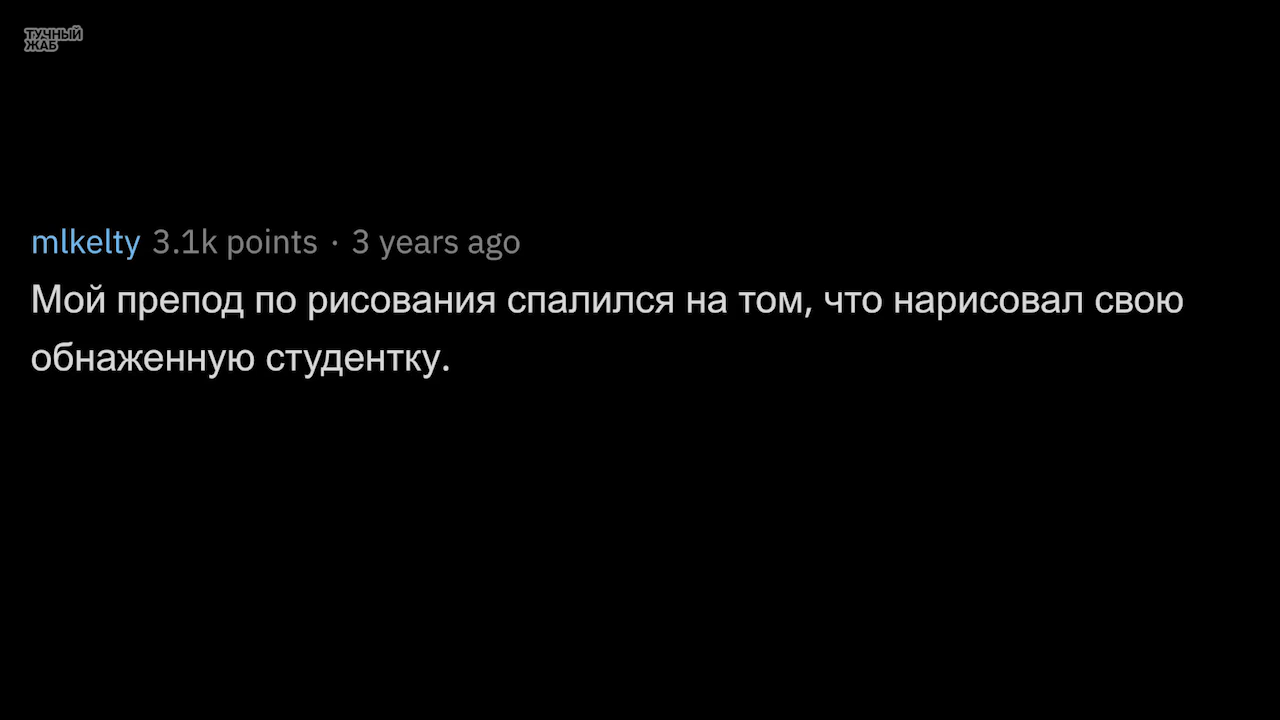 ТУЧНЫЙ
ЖАБ
mlkelty 3.1k points · 3 years ago
Мой препод по рисования спалился на том, что нарисовал свою
обнаженную студентку.